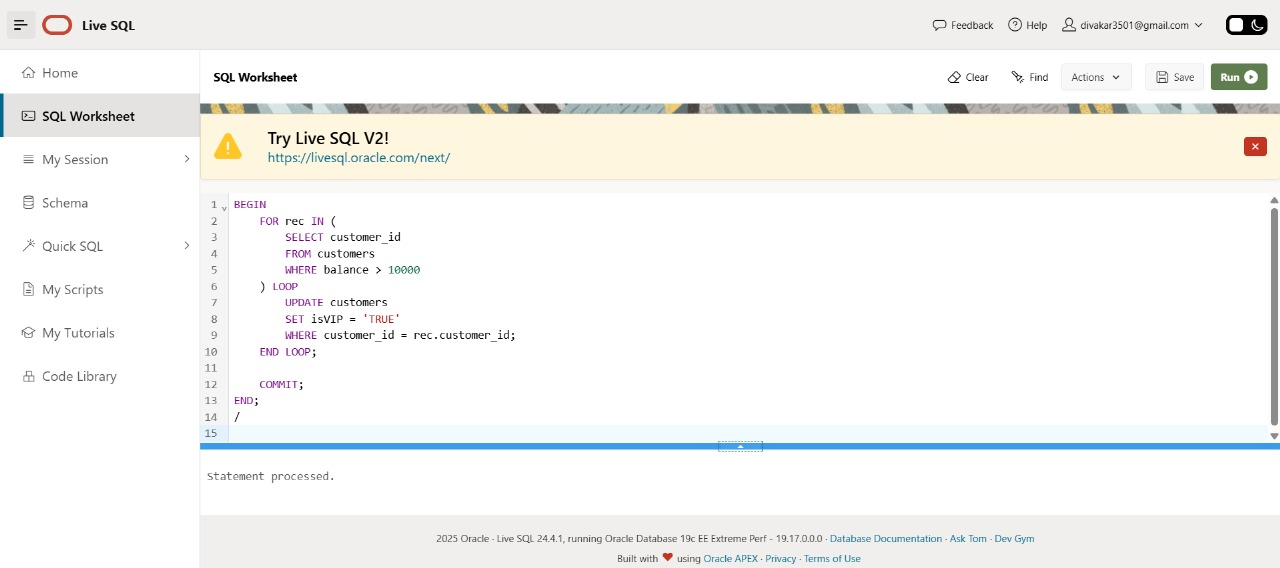 Live SQL
Feedback
Help
divakar3501@gmail.com
Home
SQL Worksheet
My Session
Schema
Quick SQL
My Scripts
My Tutorials
Code Library
SQL Worksheet
Clear
Find
Actions
Save
Run
Try Live SQL V2!
https://livesql.oracle.com/next/
1 BEGIN
2     FOR rec IN (
3         SELECT customer_id
4         FROM customers
5         WHERE balance > 10000
6     ) LOOP
7         UPDATE customers
8         SET isVIP = 'TRUE'
9         WHERE customer_id = rec.customer_id;
10     END LOOP;
11
12     COMMIT;
13 END;
14 /
15
Statement processed.
2025 Oracle · Live SQL 24.4.1, running Oracle Database 19c EE Extreme Perf - 19.17.0.0.0 · Database Documentation · Ask Tom · Dev Gym
Built with ❤ using Oracle APEX · Privacy · Terms of Use